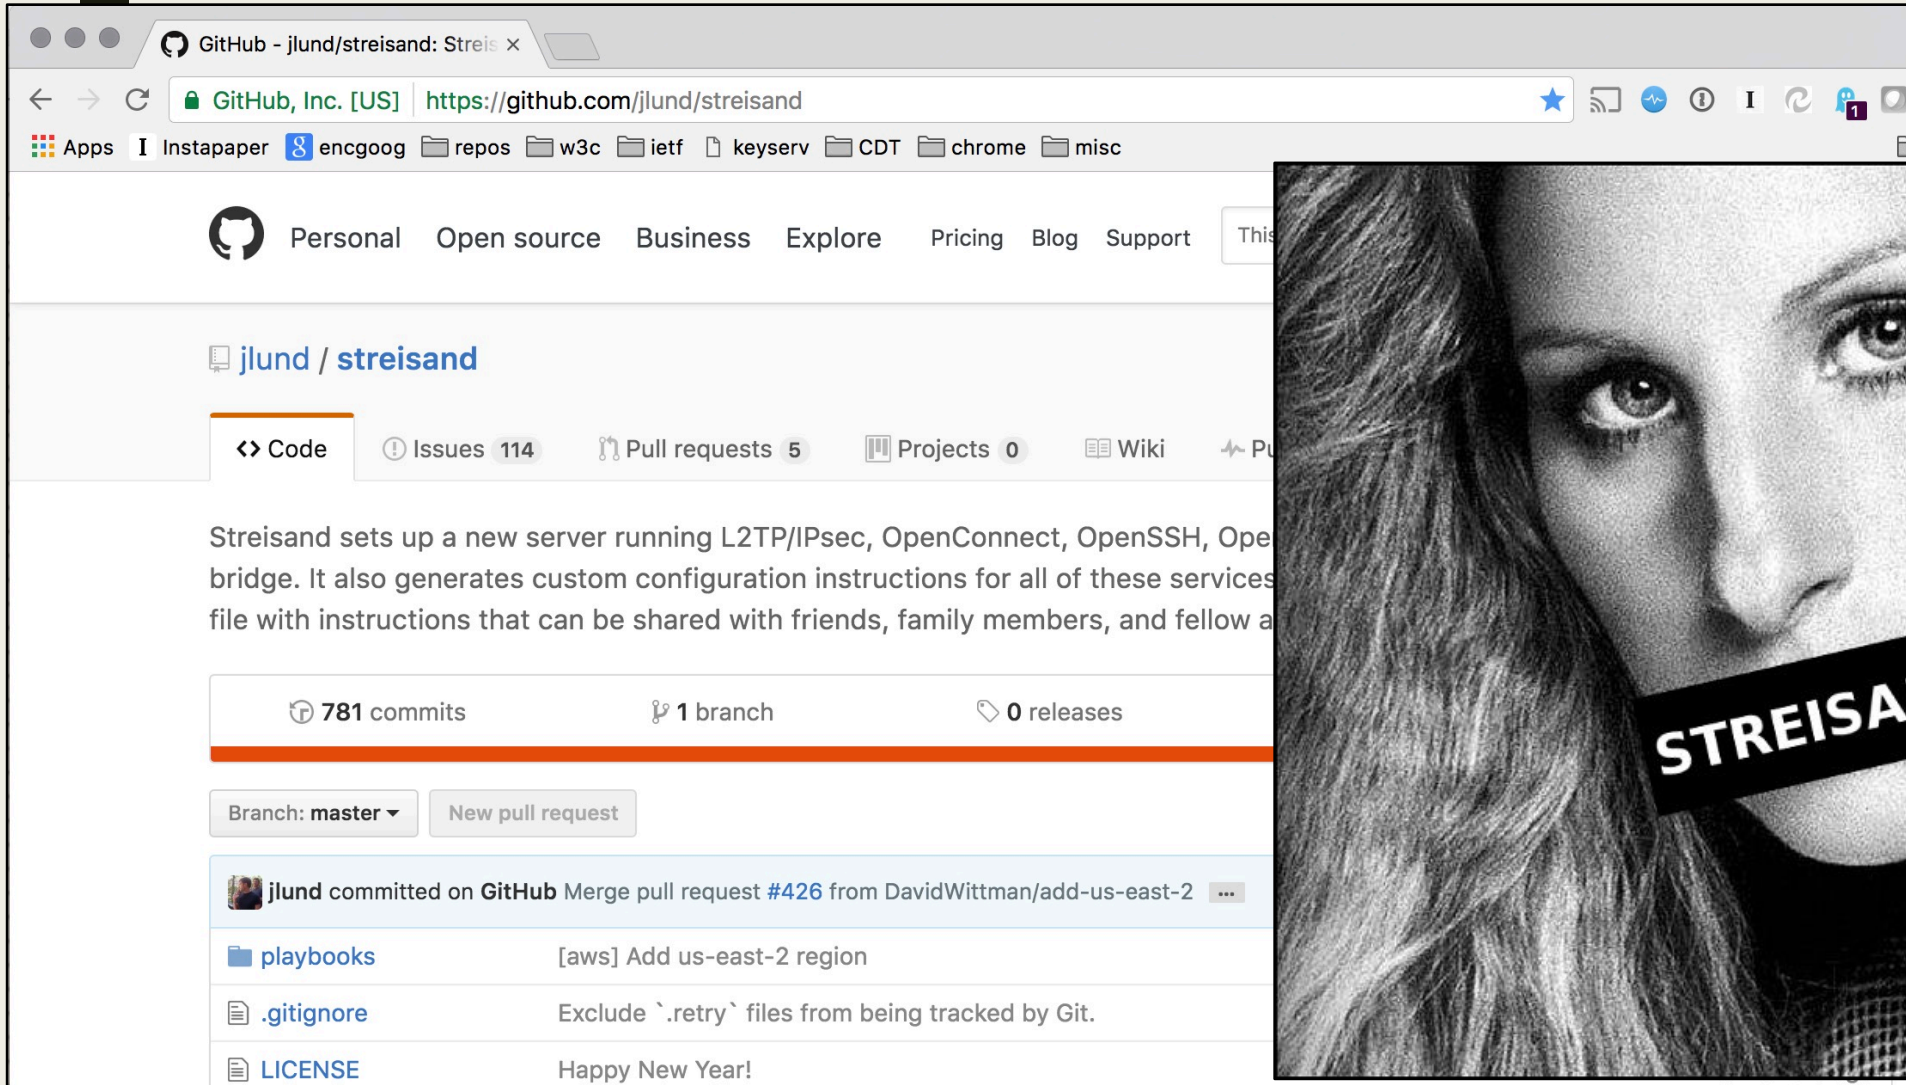 GitHub - jlund/streisand: Streis
GitHub, Inc. [US] https://github.com/jlund/streisand
1
Apps Instapaper encgoog repos w3c ietf keyserv CDT chrome misc
Personal Open source Business Explore Pricing Blog Support This
jlund / streisand
Code Issues 114 Pull requests 5 Projects 0 Wiki Pu
Streisand sets up a new server running L2TP/IPsec, OpenConnect, OpenSSH, Ope
bridge. It also generates custom configuration instructions for all of these services
file with instructions that can be shared with friends, family members, and fellow a
STREISA
781 commits 1 branch 0 releases
Branch: master New pull request
jlund committed on GitHub Merge pull request #426 from DavidWittman/add-us-east-2 ...
playbooks [aws] Add us-east-2 region
.gitignore Exclude `.retry` files from being tracked by Git.
LICENSE Happy New Year!